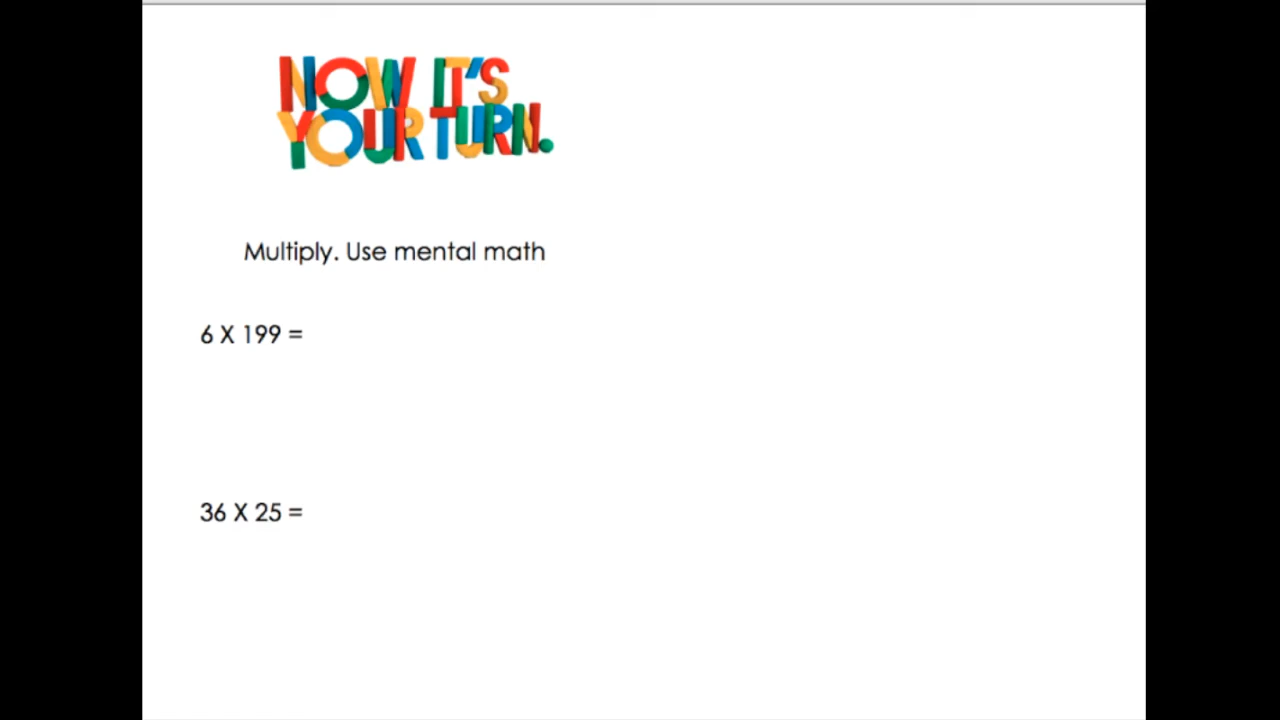 NOW IT'S
YOUR TURN.
Multiply. Use mental math
6 X 199 =
36 X 25 =